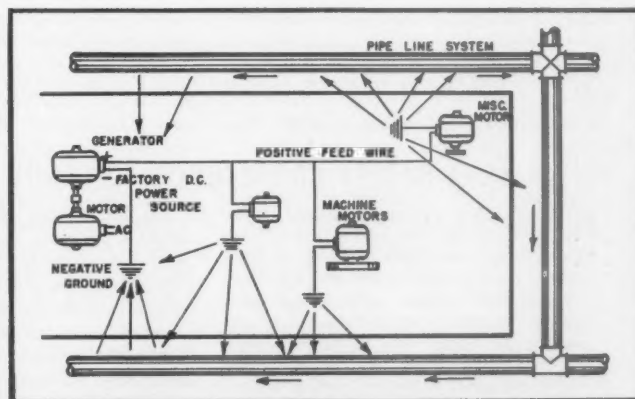 PIPE LINE SYSTEM
MISC.
MOTOR
GENERATOR
+
POSITIVE FEED WIRE
- FACTORY D.C.
POWER
SOURCE
MOTOR
AC
MACHINE
MOTORS
NEGATIVE
GROUND